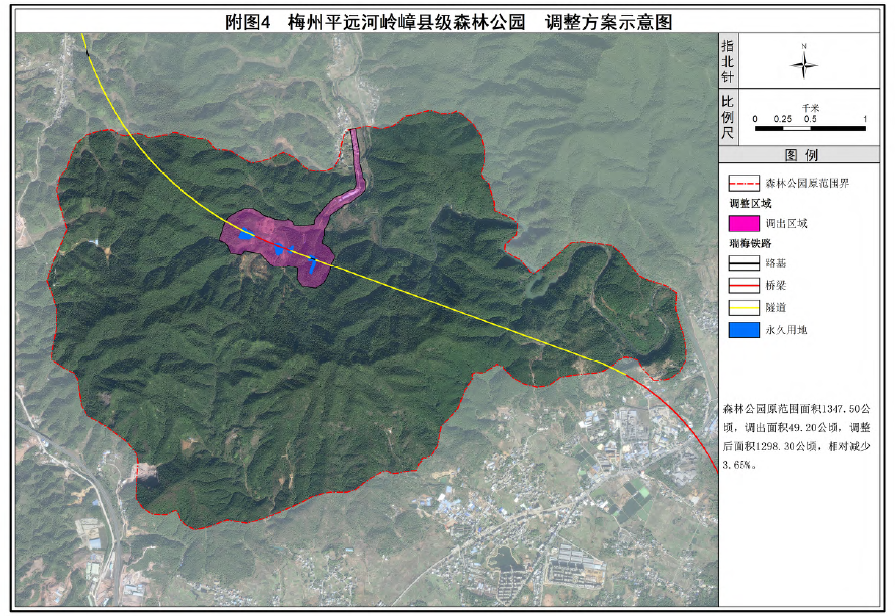 附图4 梅州平远河岭嶂县级森林公园 调整方案示意图
指北针
N
比例尺
千米
0 0.25 0.5 1
图 例
森林公园原范围界
调整区域
调出区域
瑞梅铁路
路基
桥梁
隧道
永久用地
森林公园原范围面积1347.50公
顷，调出面积49.20公顷，调整
后面积1298.30公顷，相对减少
3.65%。